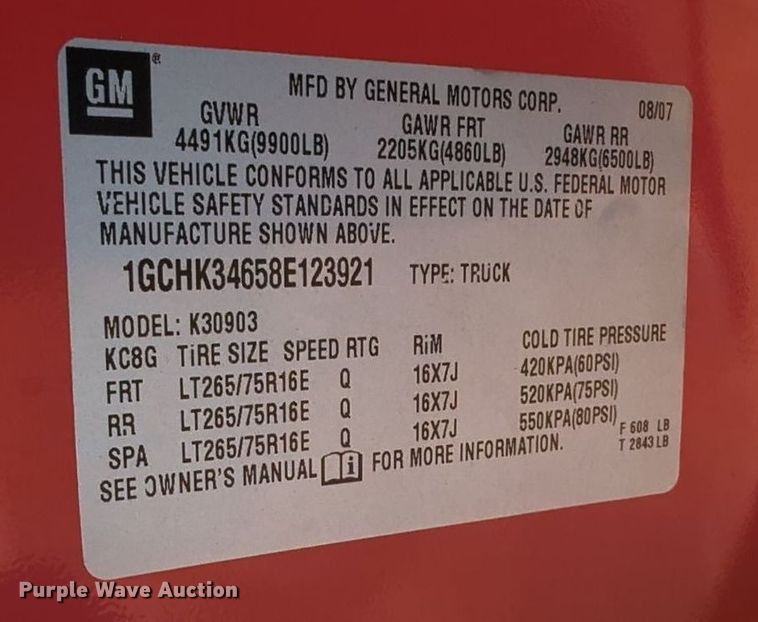 GM ®
MFD BY GENERAL MOTORS CORP. 08/07
GVWR GAWR FRT GAWR RR
4491KG(9900LB) 2205KG(4860LB) 2948KG(6500LB)
THIS VEHICLE CONFORMS TO ALL APPLICABLE U.S. FEDERAL MOTOR
VEHICLE SAFETY STANDARDS IN EFFECT ON THE DATE OF
MANUFACTURE SHOWN ABOVE.
1GCHK34658E123921 TYPE: TRUCK
MODEL: K30903
KC8G TIRE SIZE SPEED RTG RIM COLD TIRE PRESSURE
FRT LT265/75R16E Q 16X7J 420KPA(60PSI)
RR LT265/75R16E Q 16X7J 520KPA(75PSI)
SPA LT265/75R16E Q 16X7J 550KPA(80PSI)
F 608 LB
T 2843LB
SEE OWNER'S MANUAL i FOR MORE INFORMATION.
Purple Wave Auction